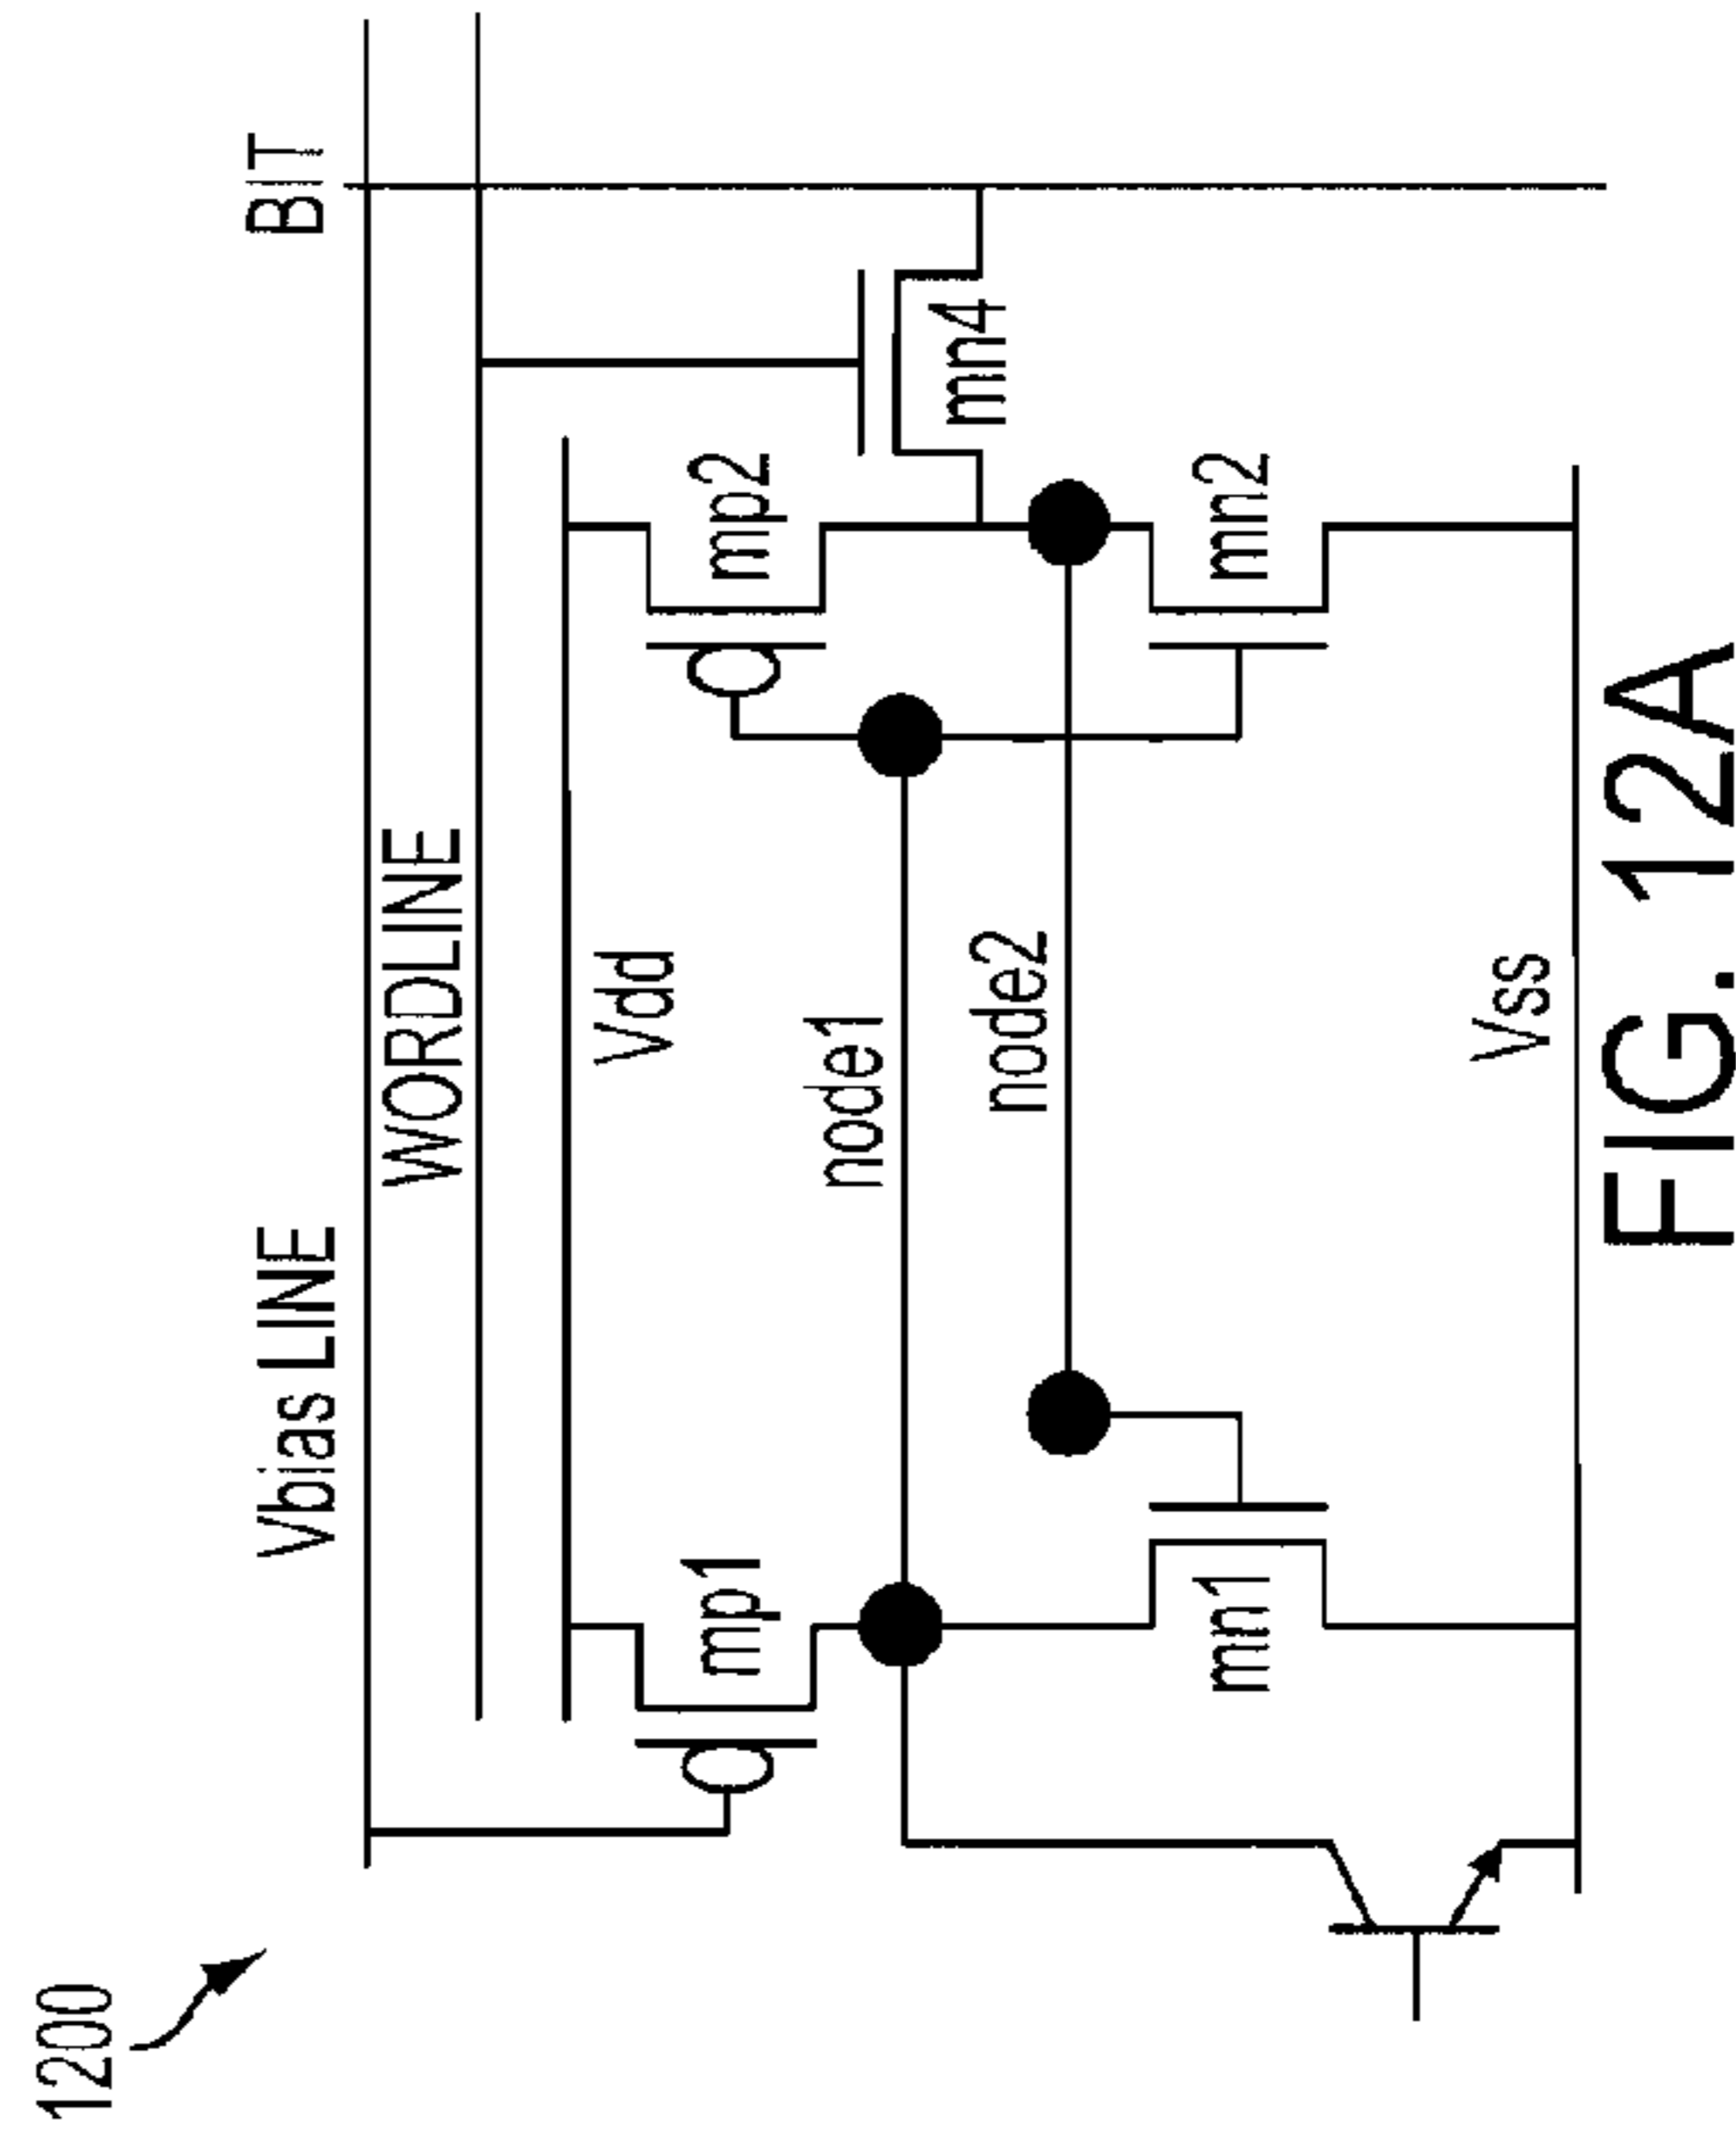 1200
Vbias LINE
BIT
WORDLINE
Vdd
mp1
mp2
node1
mn4
node2
mn1
mn2
Vss
FIG. 12A